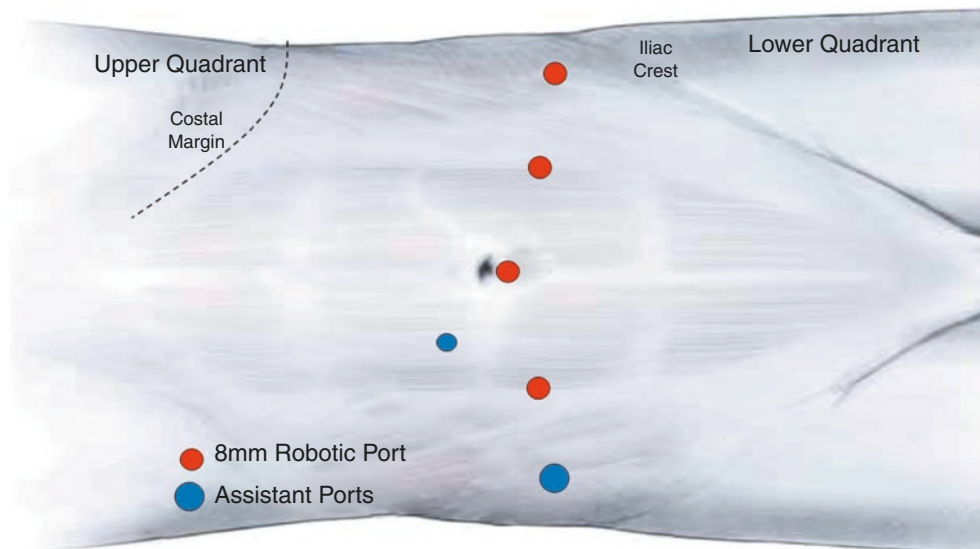 Upper Quadrant
Costal
Margin
Iliac
Crest
Lower Quadrant
8mm Robotic Port
Assistant Ports